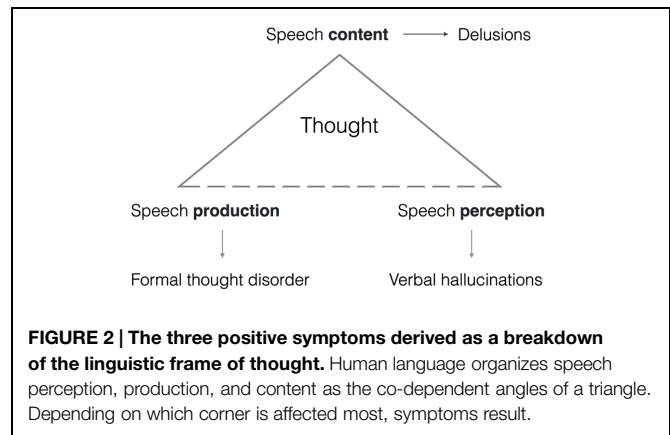 Speech content → Delusions
Thought
Speech production Speech perception
Formal thought disorder Verbal hallucinations
FIGURE 2 | The three positive symptoms derived as a breakdown
of the linguistic frame of thought. Human language organizes speech
perception, production, and content as the co-dependent angles of a triangle.
Depending on which corner is affected most, symptoms result.